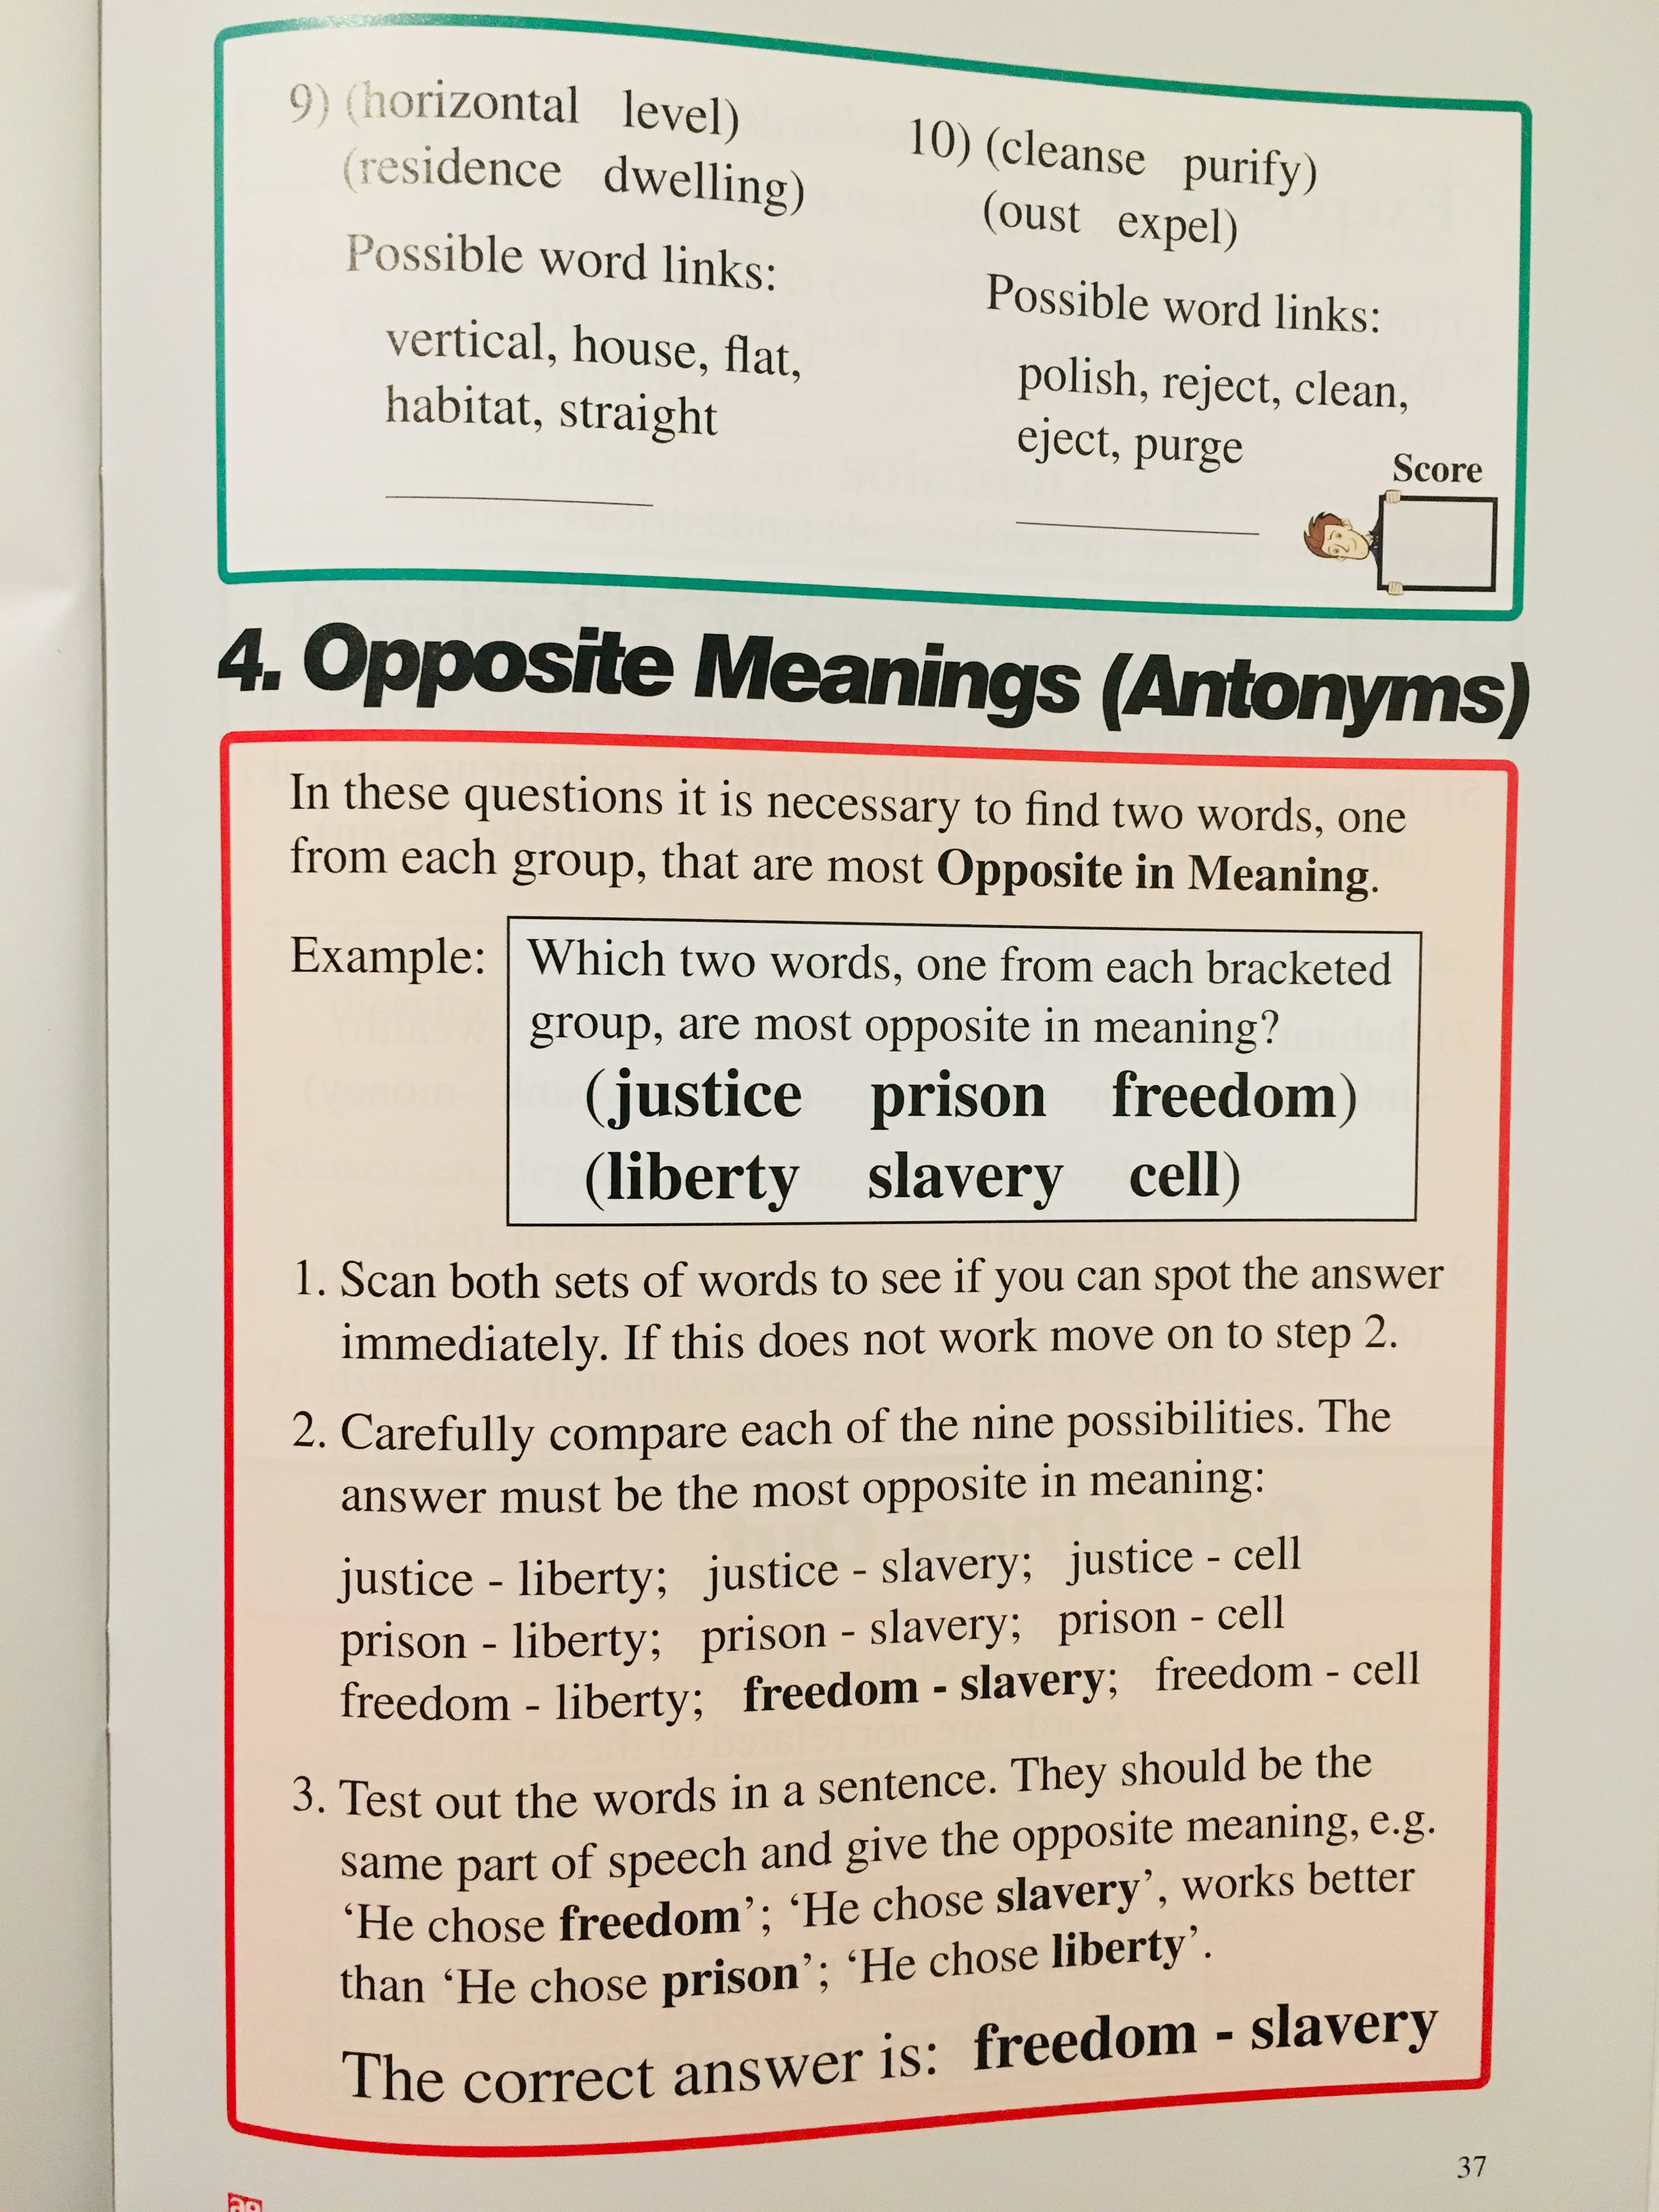 9) (horizontal level)
(residence dwelling)
Possible word links:
vertical, house, flat,
habitat, straight
10) (cleanse purify)
(oust expel)
Possible word links:
polish, reject, clean,
eject, purge
Score
4. Opposite Meanings (Antonyms)
In these questions it is necessary to find two words, one
from each group, that are most Opposite in Meaning.
Example:
Which two words, one from each bracketed
group, are most opposite in meaning?
(justice prison freedom)
(liberty slavery cell)
1. Scan both sets of words to see if you can spot the answer
immediately. If this does not work move on to step 2.
2. Carefully compare each of the nine possibilities. The
answer must be the most opposite in meaning:
justice - liberty; justice - slavery; justice - cell
prison - liberty; prison - slavery; prison - cell
freedom - liberty; freedom - slavery; freedom - cell
3. Test out the words in a sentence. They should be the
same part of speech and give the opposite meaning, e.g.
‘He chose freedom’; ‘He chose slavery’, works better
than ‘He chose prison’; ‘He chose liberty’.
The correct answer is: freedom - slavery
37